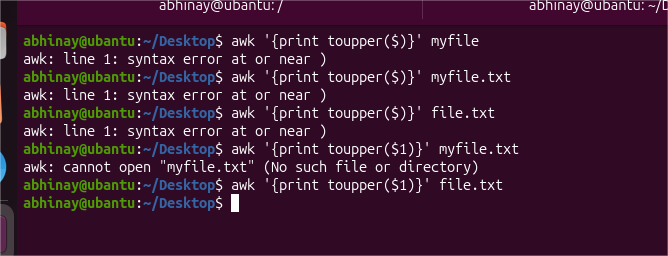 abhinay@ubantu: /
abhinay@ubantu: ~/De
abhinay@ubantu:~/Desktop$ awk '{print toupper($)}' myfile
awk: line 1: syntax error at or near )
abhinay@ubantu:~/Desktop$ awk '{print toupper($)}' myfile.txt
awk: line 1: syntax error at or near )
abhinay@ubantu:~/Desktop$ awk '{print toupper($)}' file.txt
awk: line 1: syntax error at or near )
abhinay@ubantu:~/Desktop$ awk '{print toupper($1)}' myfile.txt
awk: cannot open "myfile.txt" (No such file or directory)
abhinay@ubantu:~/Desktop$ awk '{print toupper($1)}' file.txt
abhinay@ubantu:~/Desktop$